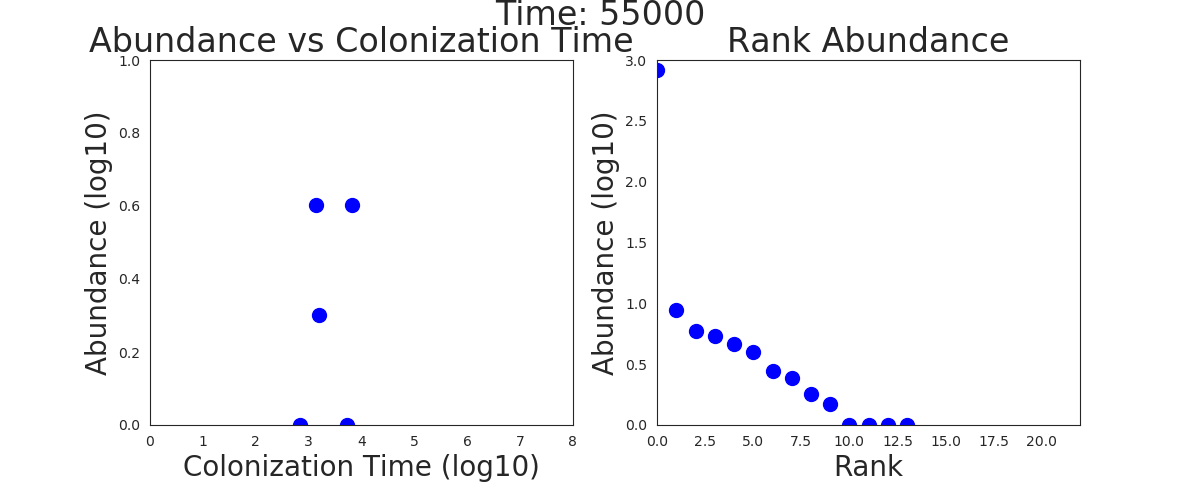 Time: 55000
Abundance vs Colonization Time
Abundance (log10)
1.0
0.8
0.6
0.4
0.2
0.0
0 1 2 3 4 5 6 7 8
Colonization Time (log10)
Rank Abundance
Abundance (log10)
3.0
2.5
2.0
1.5
1.0
0.5
0.0
0.0 2.5 5.0 7.5 10.0 12.5 15.0 17.5 20.0
Rank